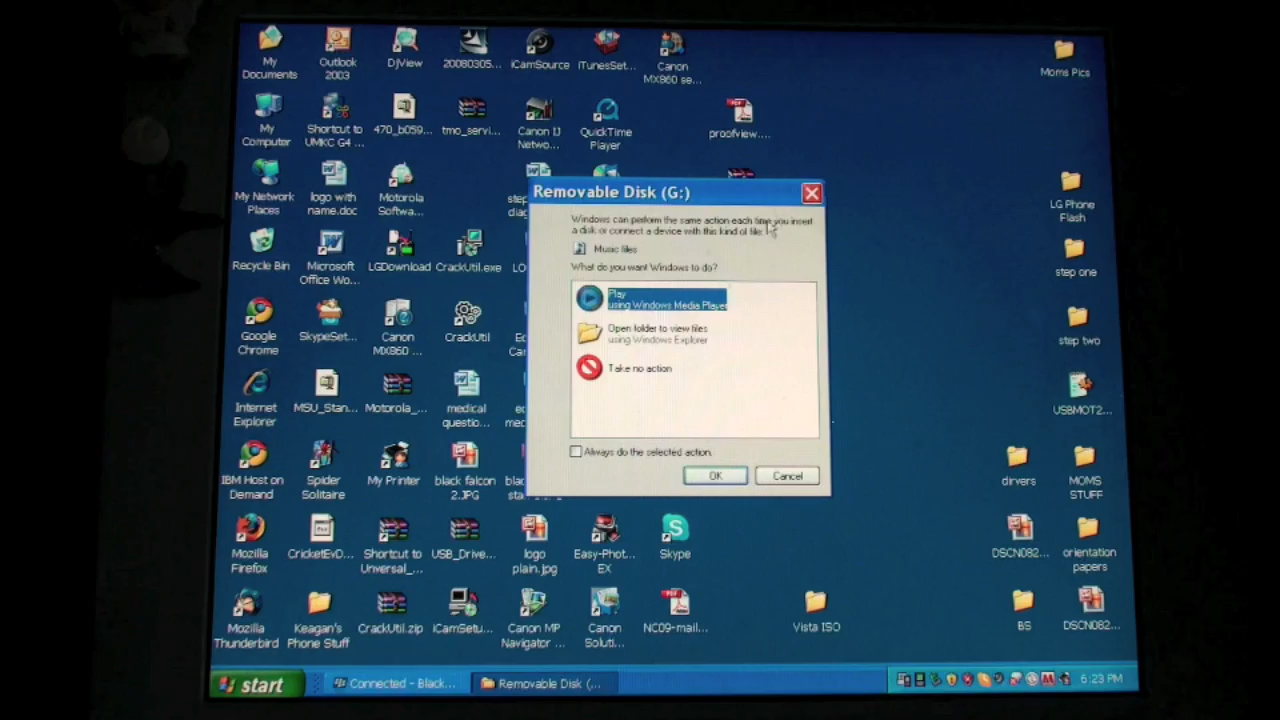 My
Documents
Outlook
2003
DjView
20080305...
iCamSource
iTunesSet...
Canon
MX860 se...
Moms Pics
My
Computer
Shortcut to
UMKC G4 ...
470_b059...
tmo_servi...
Canon IJ
Netwo...
QuickTime
Player
proofview....
My Network
Places
logo with
name.doc
Motorola
Softwa...
step
diag
LG Phone
Flash
Recycle Bin
Microsoft
Office Wo...
LGDownload
CrackUtil.exe
LO
step one
Google
Chrome
SkypeSet...
Canon
MX860 ...
CrackUtil
Ec
Car
step two
Internet
Explorer
MSU_Stan...
Motorola_...
medical
questio...
ec
mec
USBMOT2...
IBM Host on
Demand
Spider
Solitaire
My Printer
black falcon
2.JPG
blac
dirvers
MOMS
STUFF
Mozilla
Firefox
CricketEvD...
Shortcut to
Unversal_...
USB_Drive...
logo
plain.jpg
Easy-Phot...
EX
Skype
DSCN082...
orientation
papers
Mozilla
Thunderbird
Keagan's
Phone Stuff
CrackUtil.zip
iCamSetu...
Canon MP
Navigator ...
Canon
Soluti...
NC09-mail...
Vista ISO
BS
DSCN082...
Removable Disk (G:)
Windows can perform the same action each time you insert
a disk or connect a device with this kind of file:
Music files
What do you want Windows to do?
Play
using Windows Media Player
Open folder to view files
using Windows Explorer
Take no action
Always do the selected action.
OK
Cancel
start
Connected - Black...
Removable Disk (...
6:23 PM